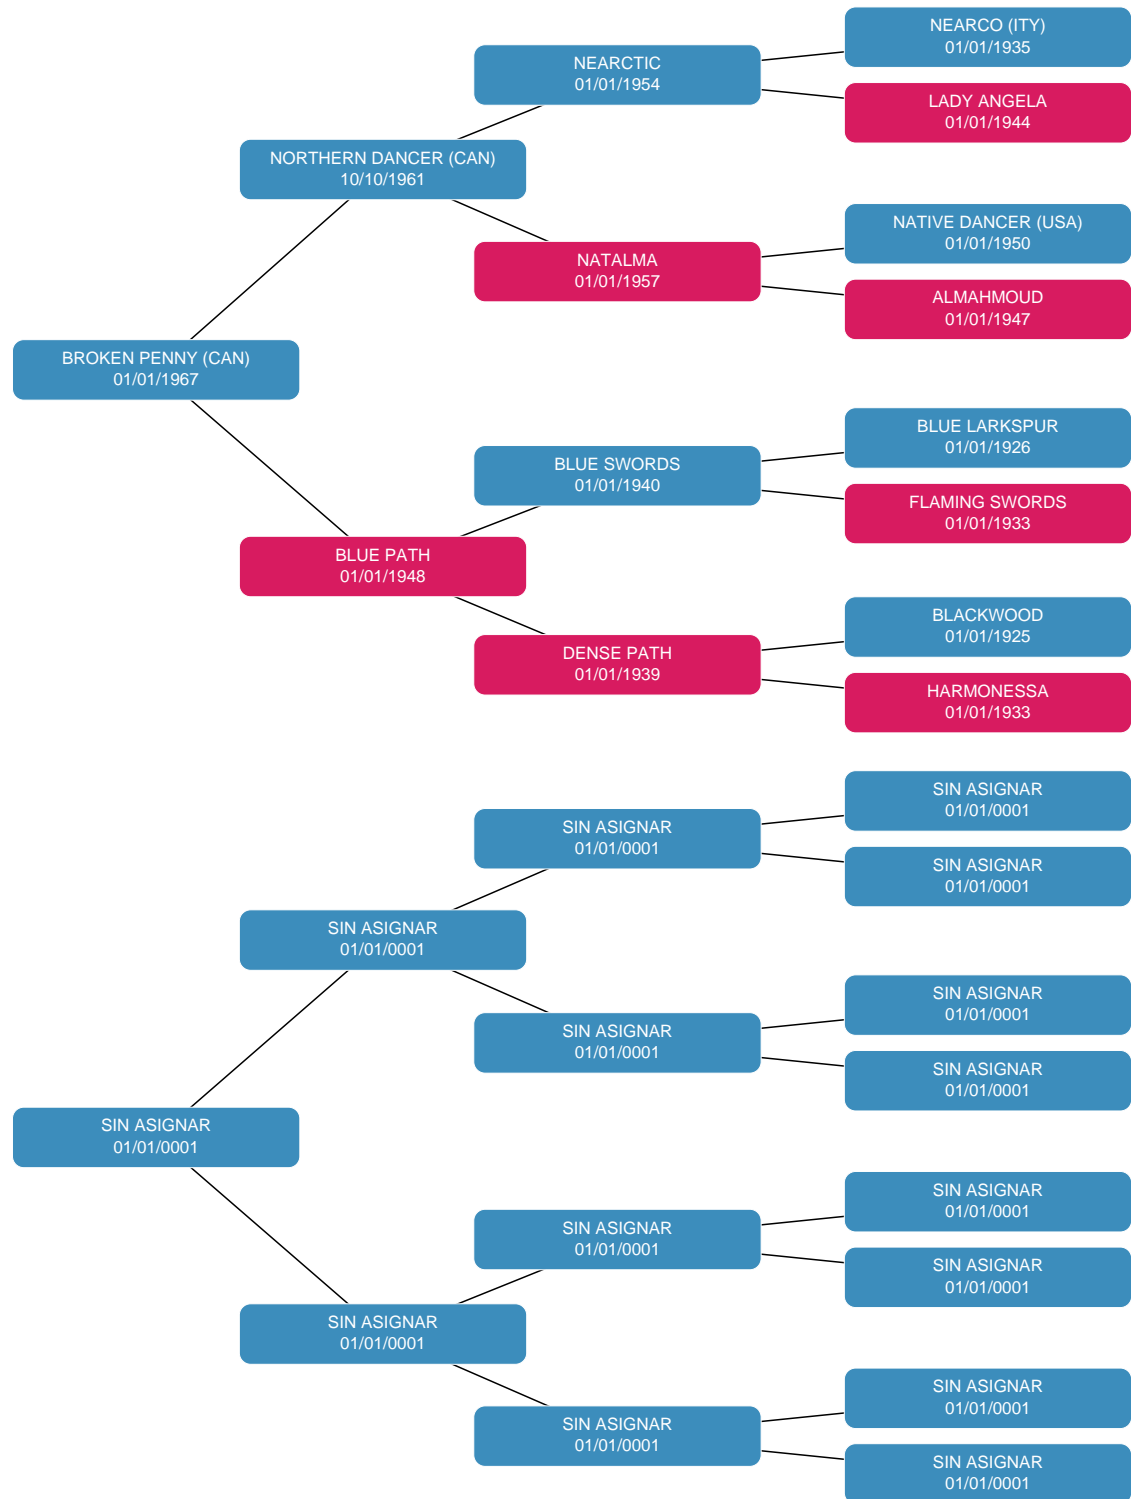 NEARCO (ITY)
01/01/1935
NEARCTIC
01/01/1954
LADY ANGELA
01/01/1944
NORTHERN DANCER (CAN)
10/10/1961
NATIVE DANCER (USA)
01/01/1950
NATALMA
01/01/1957
ALMAHMOUD
01/01/1947
BROKEN PENNY (CAN)
01/01/1967
BLUE LARKSPUR
01/01/1926
BLUE SWORDS
01/01/1940
FLAMING SWORDS
01/01/1933
BLUE PATH
01/01/1948
BLACKWOOD
01/01/1925
DENSE PATH
01/01/1939
HARMONESSA
01/01/1933
SIN ASIGNAR
01/01/0001
SIN ASIGNAR
01/01/0001
SIN ASIGNAR
01/01/0001
SIN ASIGNAR
01/01/0001
SIN ASIGNAR
01/01/0001
SIN ASIGNAR
01/01/0001
SIN ASIGNAR
01/01/0001
SIN ASIGNAR
01/01/0001
SIN ASIGNAR
01/01/0001
SIN ASIGNAR
01/01/0001
SIN ASIGNAR
01/01/0001
SIN ASIGNAR
01/01/0001
SIN ASIGNAR
01/01/0001
SIN ASIGNAR
01/01/0001
SIN ASIGNAR
01/01/0001